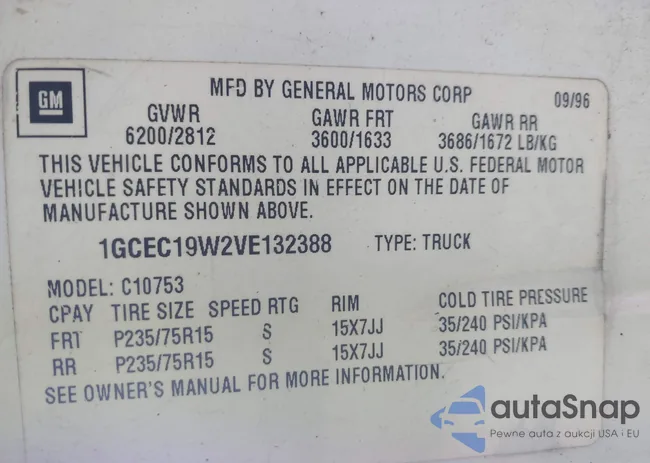 GM
MFD BY GENERAL MOTORS CORP 09/96
GVWR GAWR FRT GAWR RR
6200/2812 3600/1633 3686/1672 LB/KG
THIS VEHICLE CONFORMS TO ALL APPLICABLE U.S. FEDERAL MOTOR
VEHICLE SAFETY STANDARDS IN EFFECT ON THE DATE OF
MANUFACTURE SHOWN ABOVE.
1GCEC19W2VE132388 TYPE: TRUCK
MODEL: C10753
CPAY TIRE SIZE SPEED RTG RIM COLD TIRE PRESSURE
FRT P235/75R15 S 15X7JJ 35/240 PSI/KPA
RR P235/75R15 S 15X7JJ 35/240 PSI/KPA
SEE OWNER'S MANUAL FOR MORE INFORMATION.
autaSnap
Pewne auta z aukcji USA i EU